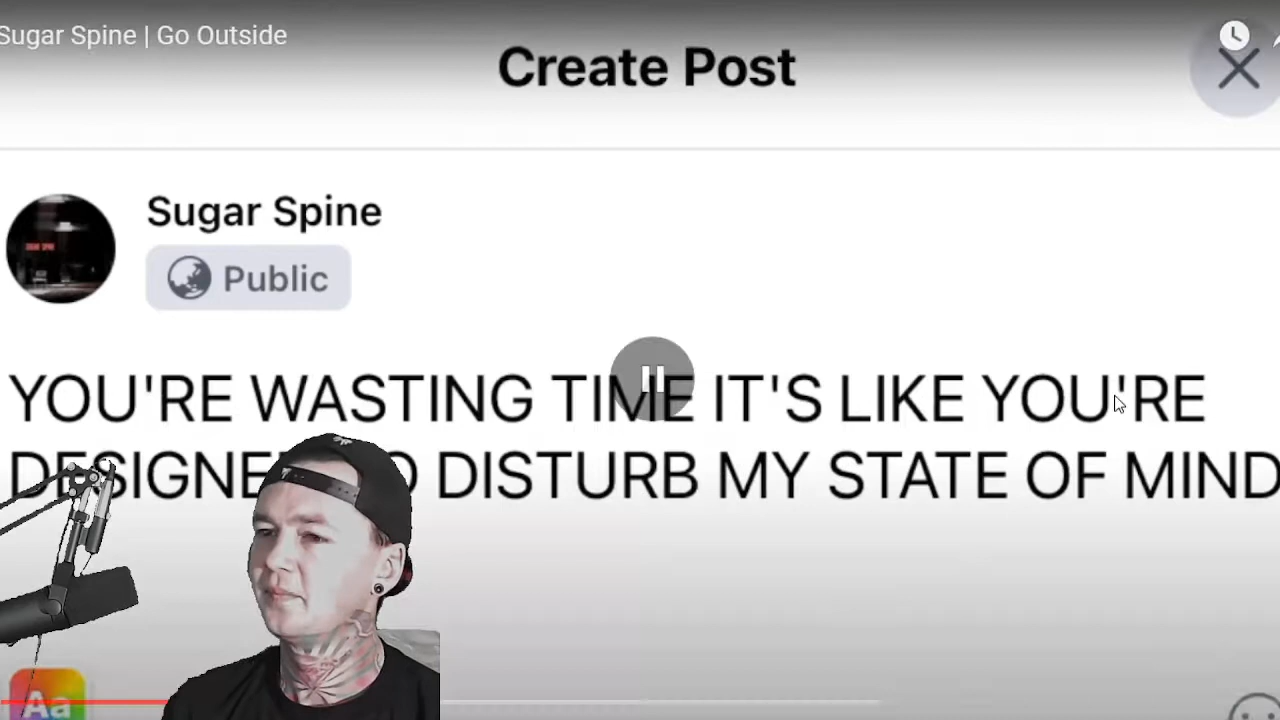 Sugar Spine | Go Outside
Create Post
Sugar Spine
Public
YOU'RE WASTING TIME IT'S LIKE YOU'RE
DISTURB MY STATE OF MIND
Aa